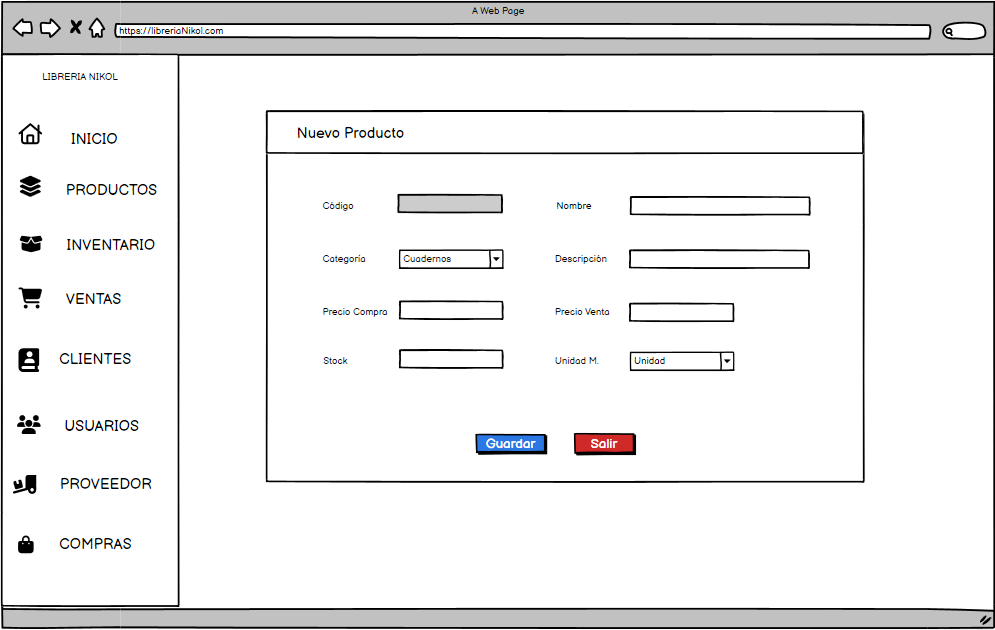 A Web Page
https://libreriaNikol.com
LIBRERIA NIKOL
INICIO
PRODUCTOS
INVENTARIO
VENTAS
CLIENTES
USUARIOS
PROVEEDOR
COMPRAS
Nuevo Producto
Código
Nombre
Categoría Cuadernos
Descripción
Precio Compra
Precio Venta
Stock
Unidad M. Unidad
Guardar
Salir